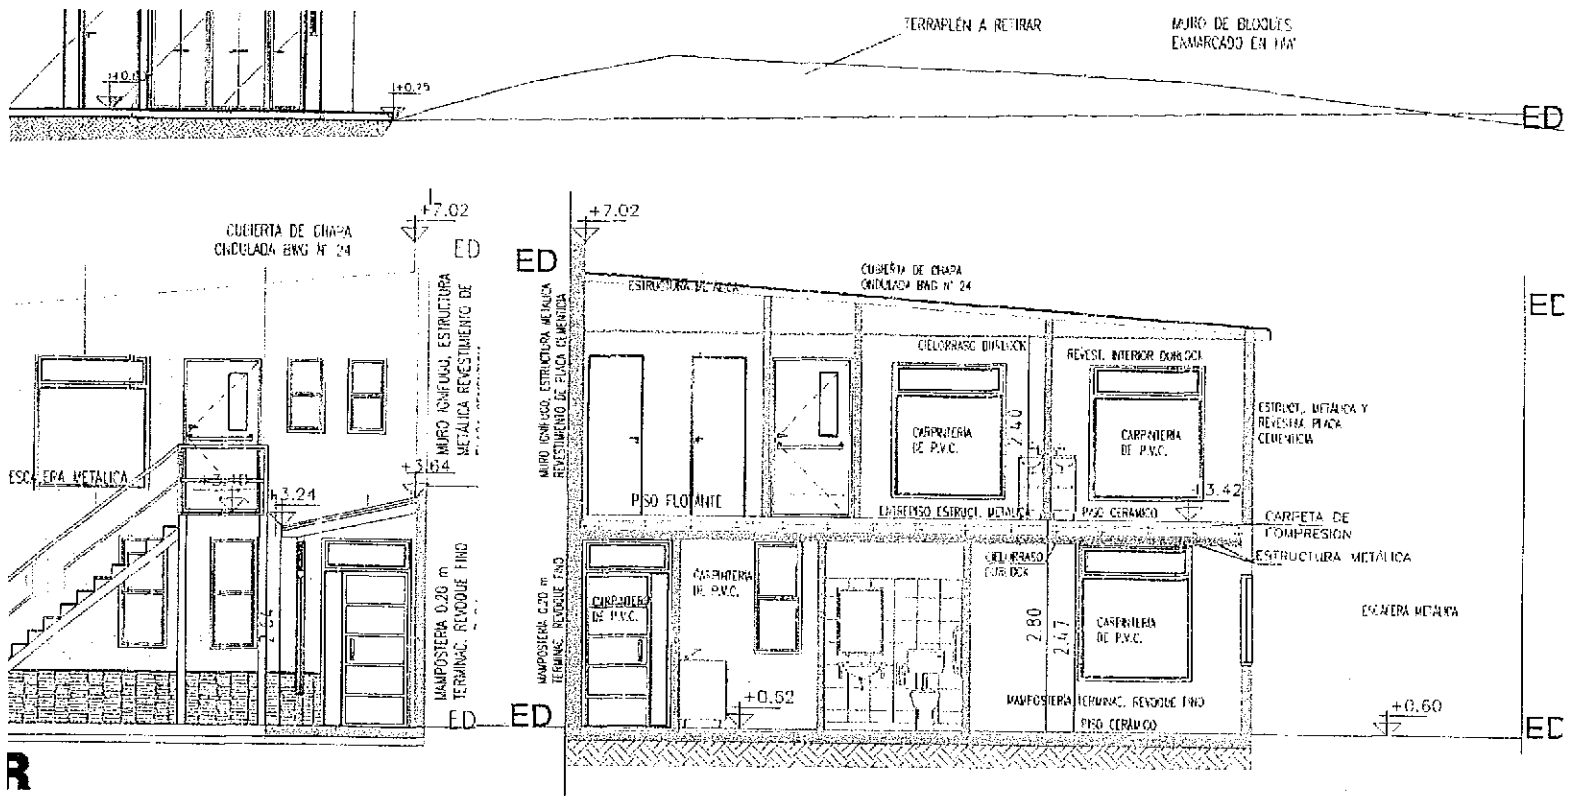 TERRAPLÉN A RETIRAR
MURO DE BLOQUES
ENMARCADO EN
+0.25
ED
+7.02
CUBIERTA DE CHAPA
ONDULADA BWG N° 24
ED
MURO IGNIFUGO, ESTRUCTURA
METÁLICA REVESTIMIENTO DE
ESCALERA METÁLICA
+3.64
+3.24
MAMPOSTERÍA 0.20 m
TERMINAC. REVOQUE FINO
ED
R
+7.02
ED
CUBIERTA DE CHAPA
ONDULADA BWG N° 24
ESTRUCTURA METÁLICA
ED
MURO IGNIFUGO, ESTRUCTURA METÁLICA
REVESTIMIENTO DE PLACA CEMENTICIA
CIELORRASO DURLOCK
REVEST. INTERIOR DURLOCK
2.40
CARPINTERÍA
DE P.V.C.
CARPINTERÍA
DE P.V.C.
ESTRUCT. METÁLICA Y
REVESTIM. PLACA
CEMENTICIA
PISO FLOTANTE
ENTREPISO ESTRUCT. METÁLICA
PISO CERÁMICO
+3.42
CARPETA DE
COMPRESIÓN
ESTRUCTURA METÁLICA
CIELORRASO
DURLOCK
MAMPOSTERÍA 0.20 m
TERMINAC. REVOQUE FINO
CARPINTERÍA
DE P.V.C.
CARPINTERÍA
DE P.V.C.
2.80
2.47
CARPINTERÍA
DE P.V.C.
ESCALERA METÁLICA
+0.52
MAMPOSTERÍA TERMINAC. REVOQUE FINO
PISO CERÁMICO
+0.60
ED
ED